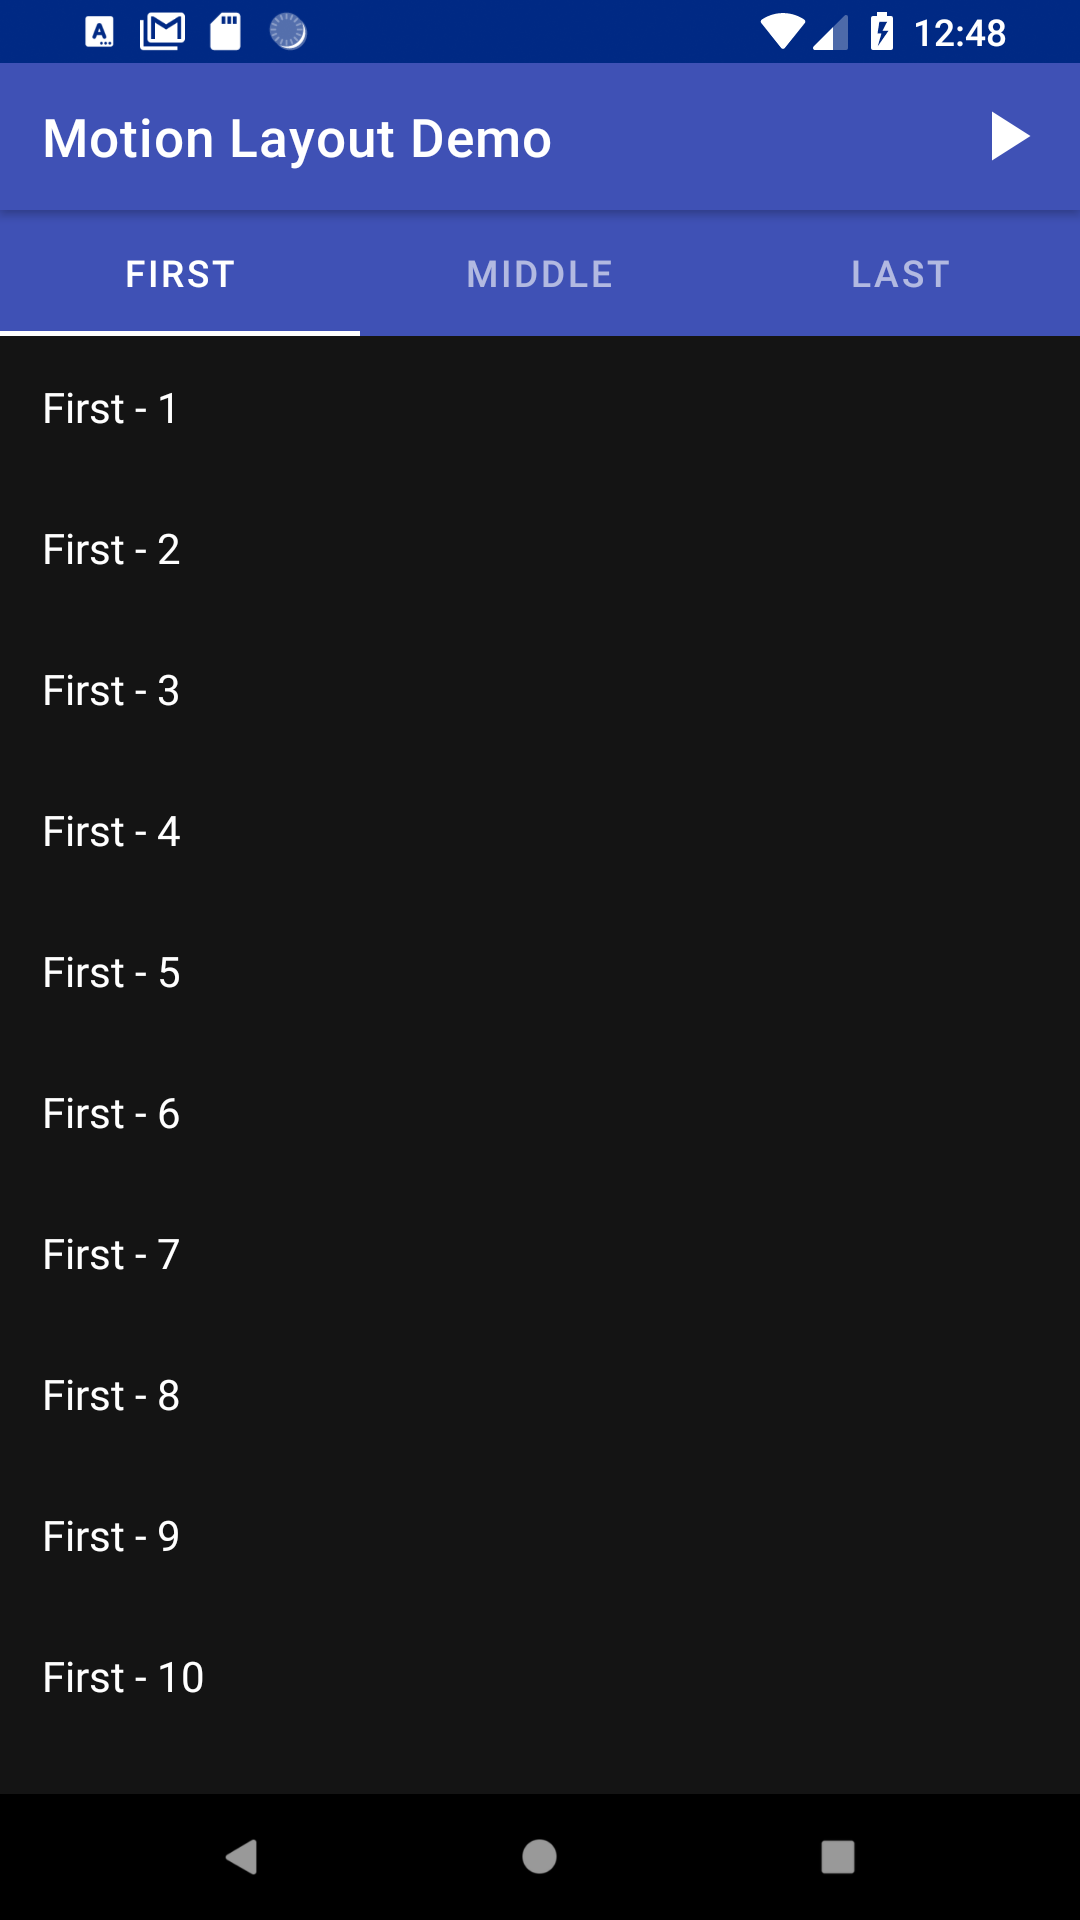 12:48
Motion Layout Demo
FIRST MIDDLE LAST
First - 1
First - 2
First - 3
First - 4
First - 5
First - 6
First - 7
First - 8
First - 9
First - 10